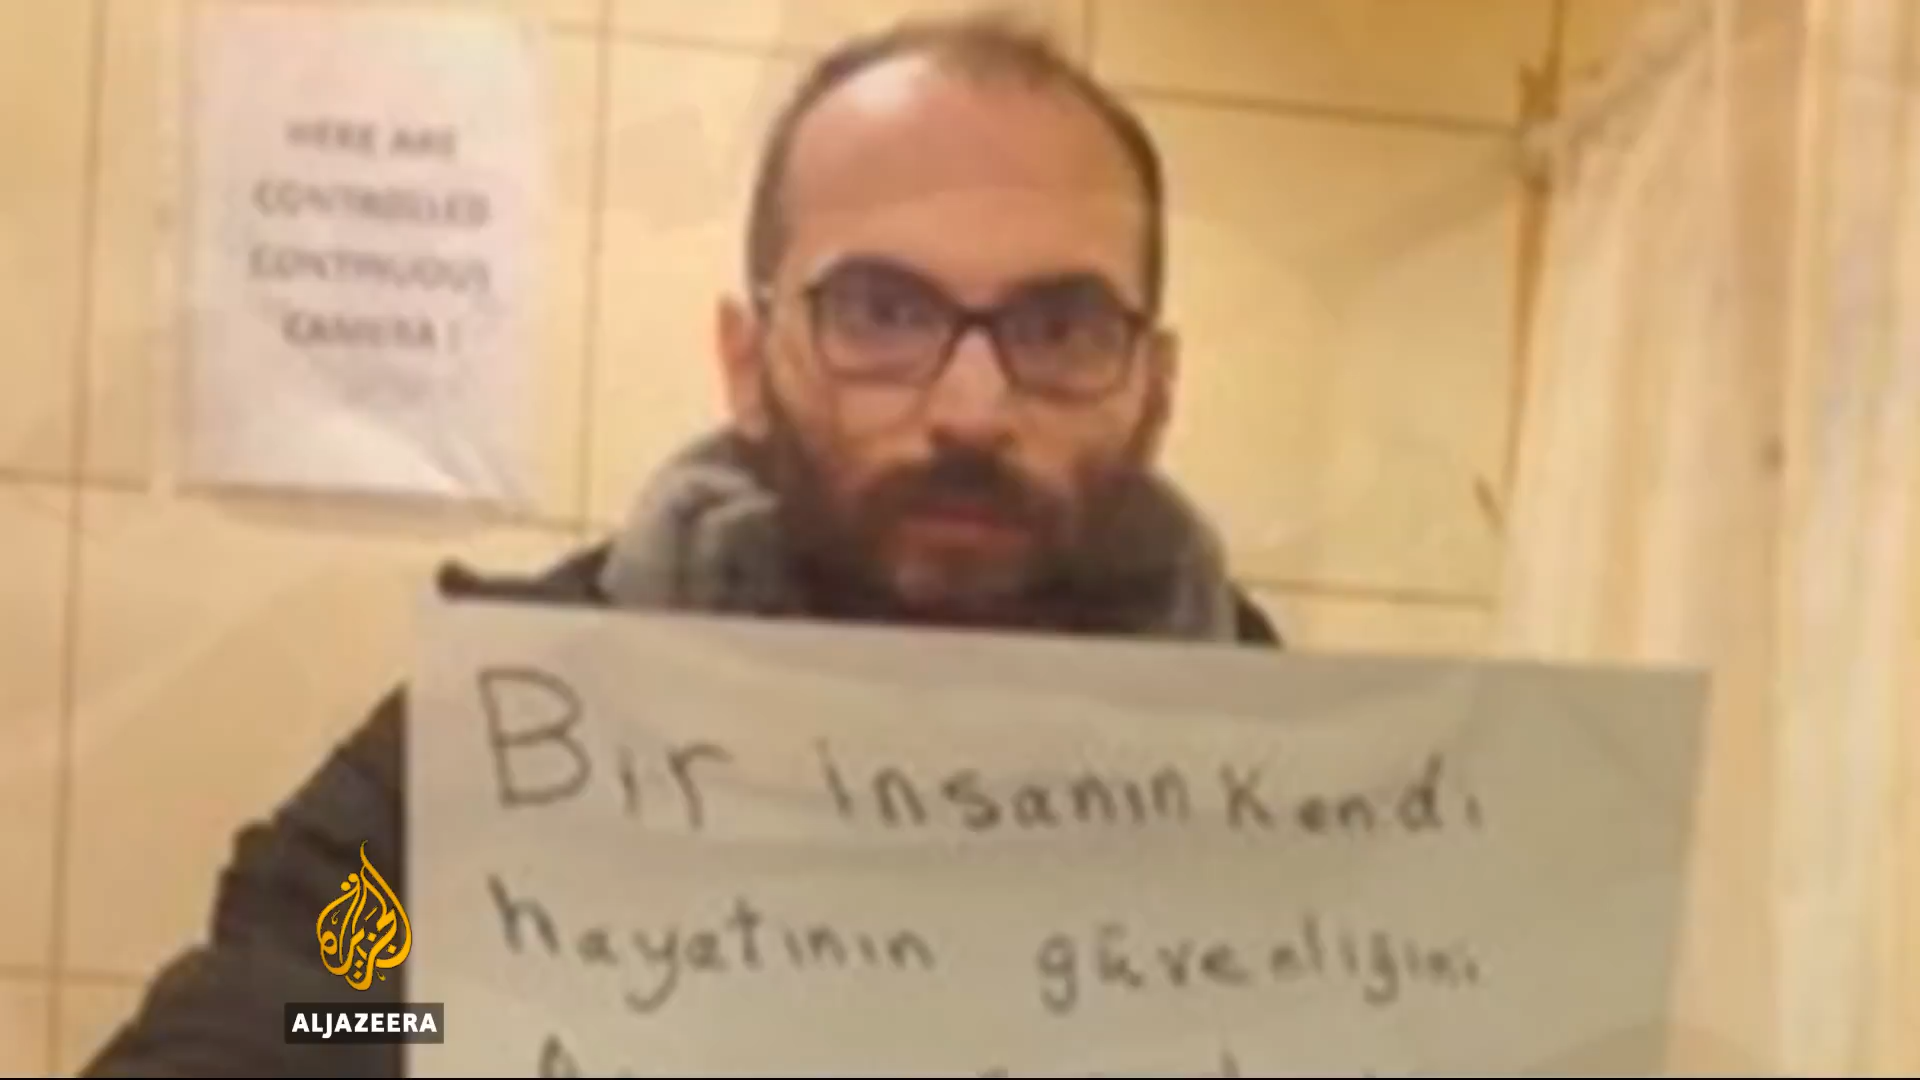 HERE ARE
CONTROLLED
CONTINUOUS
CAMERA !
Bir insanın kendi
hayatının güvenliğini
الجزيرة
ALJAZEERA